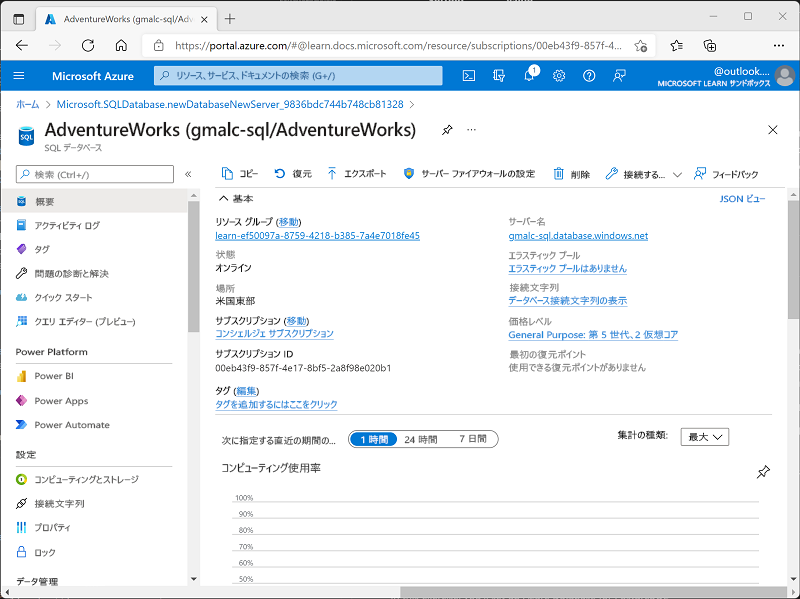 AdventureWorks (gmalc-sql/Adv
https://portal.azure.com/#@learn.docs.microsoft.com/resource/subscriptions/00eb43f9-857f-4...
Microsoft Azure
リソース、サービス、ドキュメントの検索 (G+/)
1
@outlook....
MICROSOFT LEARN サンドボックス
ホーム > Microsoft.SQLDatabase.newDatabaseNewServer_9836bdc744b748cb81328 >
SQL
AdventureWorks (gmalc-sql/AdventureWorks)
...
SQL データベース
検索 (Ctrl+/)
«
コピー
復元
エクスポート
サーバー ファイアウォールの設定
削除
接続する...
フィードバック
概要
アクティビティ ログ
タグ
問題の診断と解決
クイック スタート
クエリ エディター (プレビュー)
Power Platform
Power BI
Power Apps
Power Automate
設定
コンピューティングとストレージ
接続文字列
プロパティ
ロック
データ管理
基本
JSON ビュー
リソース グループ (移動)
learn-ef50097a-8759-4218-b385-7a4e7018fe45
状態
オンライン
場所
米国東部
サブスクリプション (移動)
コンシェルジェ サブスクリプション
サブスクリプション ID
00eb43f9-857f-4e17-8bf5-2a8f98e020b1
タグ (編集)
タグを追加するにはここをクリック
サーバー名
gmalc-sql.database.windows.net
エラスティック プール
エラスティック プールはありません
接続文字列
データベース接続文字列の表示
価格レベル
General Purpose: 第 5 世代、2 仮想コア
最初の復元ポイント
使用できる復元ポイントがありません
次に指定する直近の期間の...
1 時間
24 時間
7 日間
集計の種類:
最大
コンピューティング使用率
100%
90%
80%
70%
60%
50%